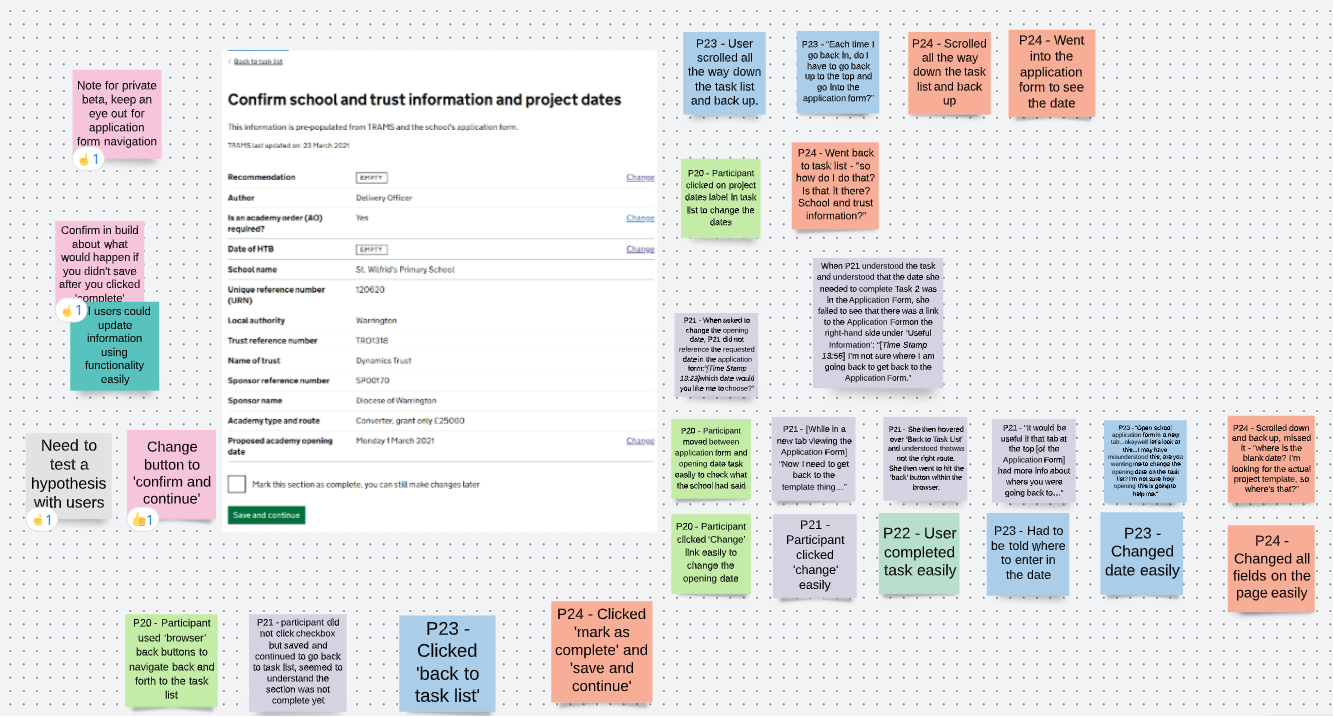 Note for private
beta, keep an
eye out for
application
form navigation
1
Confirm in build
about what
would happen if
you didn't save
after you clicked
'complete'
1
l users could
update
information
using
functionality
easily
Need to
test a
hypothesis
with users
1
Change
button to
'confirm and
continue'
1
Back to task list
Confirm school and trust information and project dates
This information is pre-populated from TRAMS and the school's application form.
TRAMS last updated on: 23 March 2021
Recommendation EMPTY Change
Author Delivery Officer
Is an academy order (AO) Yes Change
required?
Date of HTB EMPTY Change
School name St. Wilfrid's Primary School
Unique reference number 120620
(URN)
Local authority Warrington
Trust reference number TR01318
Name of trust Dynamics Trust
Sponsor reference number SP00170
Sponsor name Diocese of Warrington
Academy type and route Converter, grant only £25000
Proposed academy opening Monday 1 March 2021 Change
date
Mark this section as complete, you can still make changes later
Save and continue
P23 - User
scrolled all
the way down
the task list
and back up.
P23 - "Each time I
go back in, do I
have to go back
up to the top and
go into the
application form?"
P24 - Scrolled
all the way
down the task
list and back
up
P24 - Went
into the
application
form to see
the date
P20 - Participant
clicked on project
dates label in task
list to change the
dates
P24 - Went back
to task list - "so
how do I do that?
Is that it there?
School and trust
information?"
P21 - When asked to
change the opening
date, P21 did not
reference the requested
date in the application
form:"[Time Stamp
13:23]which date would
you like me to choose?"
When P21 understood the task
and understood that the date she
needed to complete Task 2 was
in the Application Form, she
failed to see that there was a link
to the Application Form on the
right-hand side under 'Useful
Information': "[Time Stamp
13:56] I'm not sure where I am
going back to get back to the
Application Form."
P20 - Participant
moved between
application form and
opening date task
easily to check what
the school had said
P21 - [While in a
new tab viewing the
Application Form]
"Now I need to get
back to the
template thing…"
P21 - She then hovered
over 'Back to Task List'
and understood that was
not the right route.
She then went to hit the
'back' button within the
browser.
P21 - "It would be
useful it that tab at
the top [of the
Application Form]
had more info about
where you were
going back to…"
P23 - "Open school
application form in a new
tab...okay well let's look at
this...I may have
misunderstood this, are you
wanting me to change the
opening date on the task
list? I'm not sure how
opening this is going to
help me."
P24 - Scrolled down
and back up, missed
it - "where is the
blank date? I'm
looking for the actual
project template, so
where's that?"
P20 - Participant
clicked 'Change'
link easily to
change the
opening date
P21 -
Participant
clicked
'change'
easily
P22 - User
completed
task easily
P23 - Had to
be told where
to enter in
the date
P23 -
Changed
date easily
P24 -
Changed all
fields on the
page easily
P20 - Participant
used 'browser'
back buttons to
navigate back and
forth to the task
list
P21 - participant did
not click checkbox
but saved and
continued to go back
to task list, seemed to
understand the
section was not
complete yet
P23 -
Clicked
'back to
task list'
P24 - Clicked
'mark as
complete' and
'save and
continue'